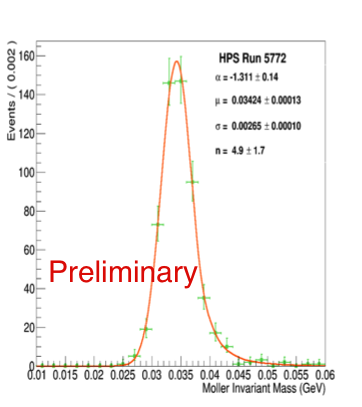 HPS Run 5772
α = -1.311 ± 0.14
μ = 0.03424 ± 0.00013
σ = 0.00265 ± 0.00010
n = 4.9 ± 1.7
Events / ( 0.002 )
160
140
120
100
80
60
40
20
0
Preliminary
0.01 0.015 0.02 0.025 0.03 0.035 0.04 0.045 0.05 0.055 0.06
Moller Invariant Mass (GeV)